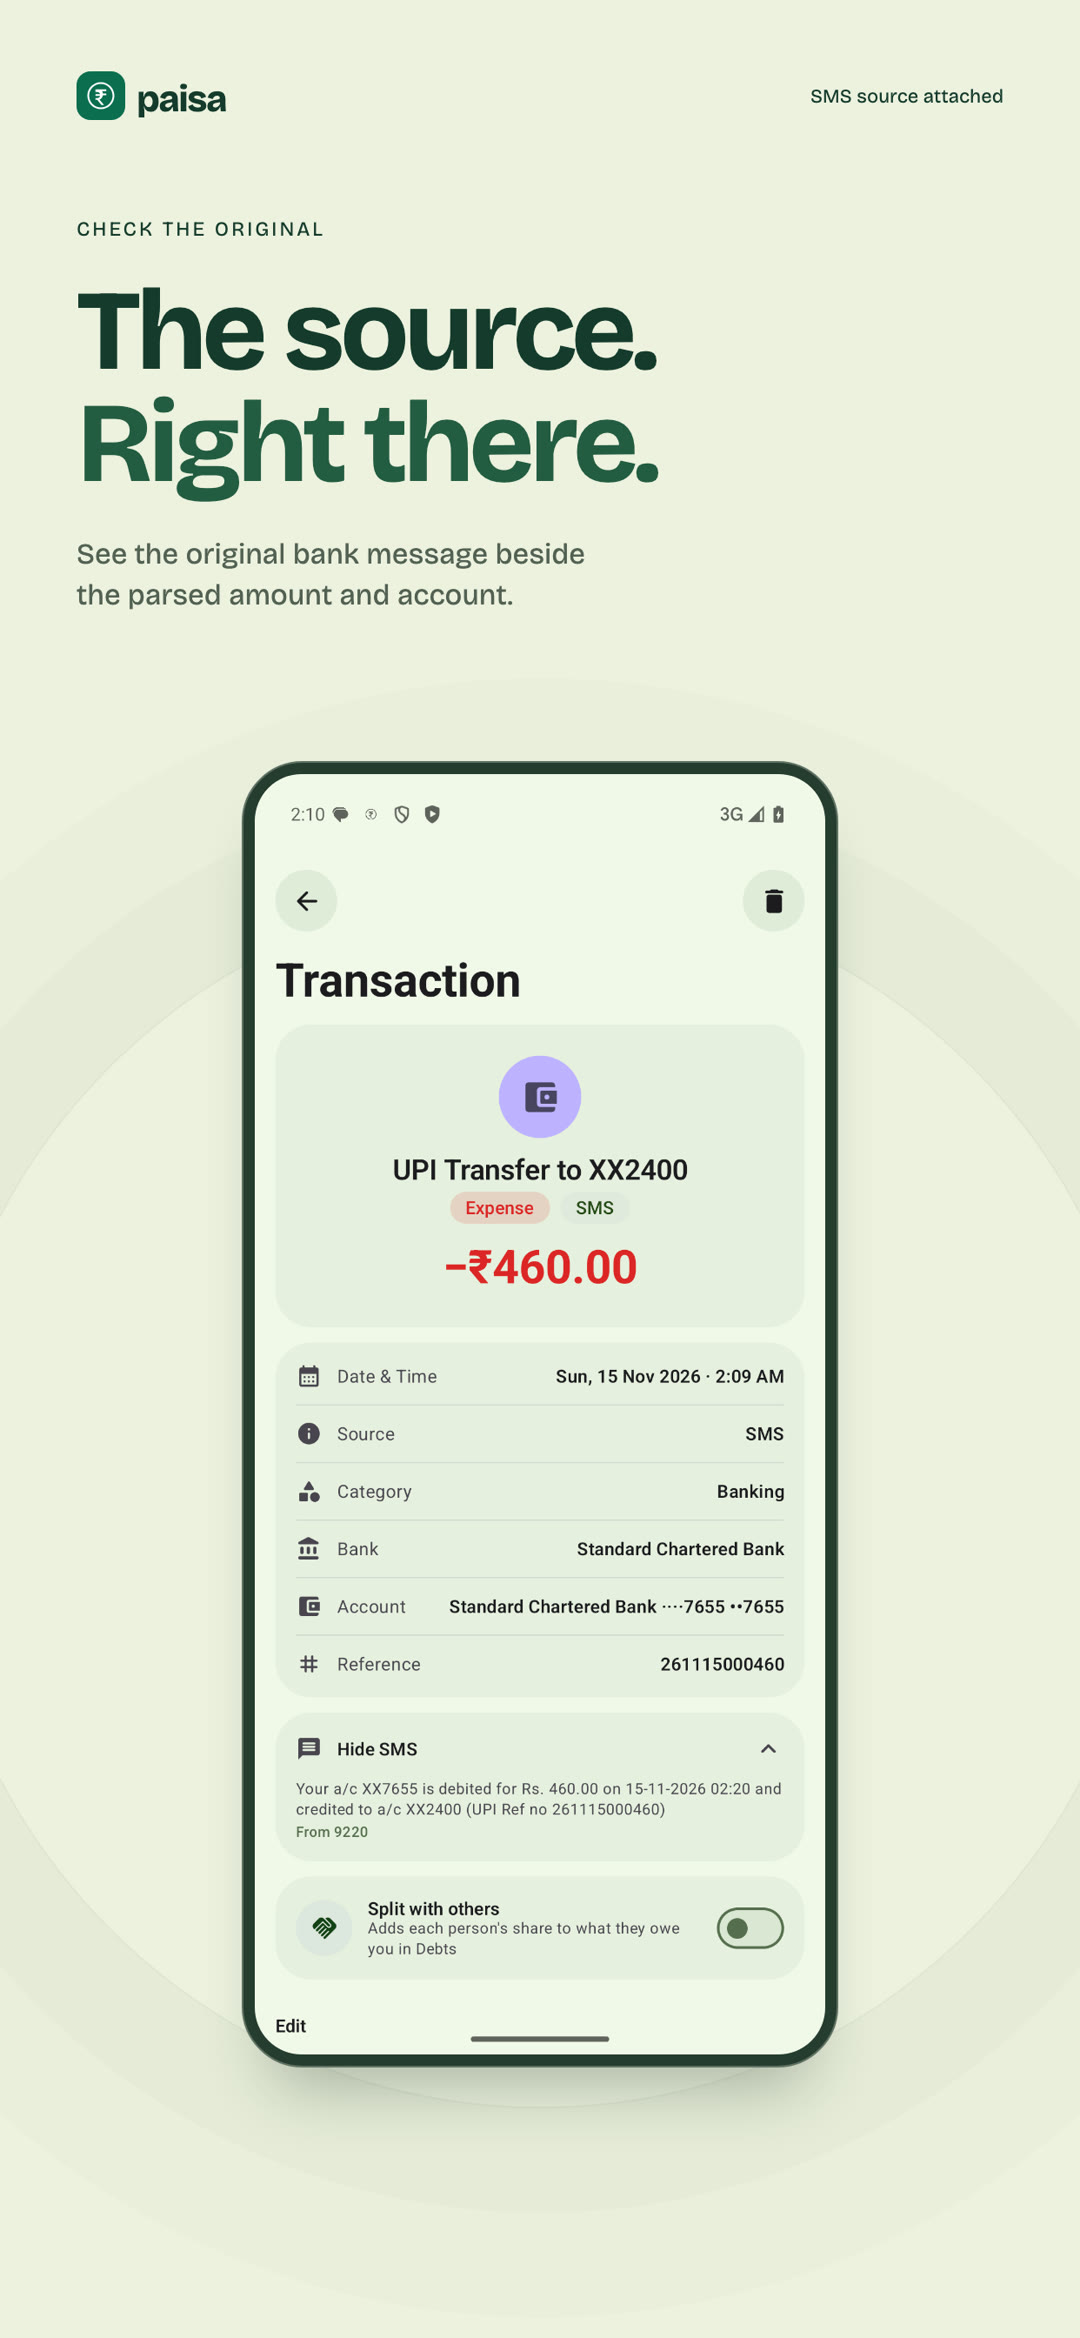 paisa
SMS source attached
CHECK THE ORIGINAL
The source.
Right there.
See the original bank message beside
the parsed amount and account.
2:10
3G
Transaction
UPI Transfer to XX2400
Expense SMS
−₹460.00
Date & Time Sun, 15 Nov 2026 · 2:09 AM
Source SMS
Category Banking
Bank Standard Chartered Bank
Account Standard Chartered Bank ····7655 ••7655
Reference 261115000460
Hide SMS
Your a/c XX7655 is debited for Rs. 460.00 on 15-11-2026 02:20 and
credited to a/c XX2400 (UPI Ref no 261115000460)
From 9220
Split with others
Adds each person's share to what they owe
you in Debts
Edit